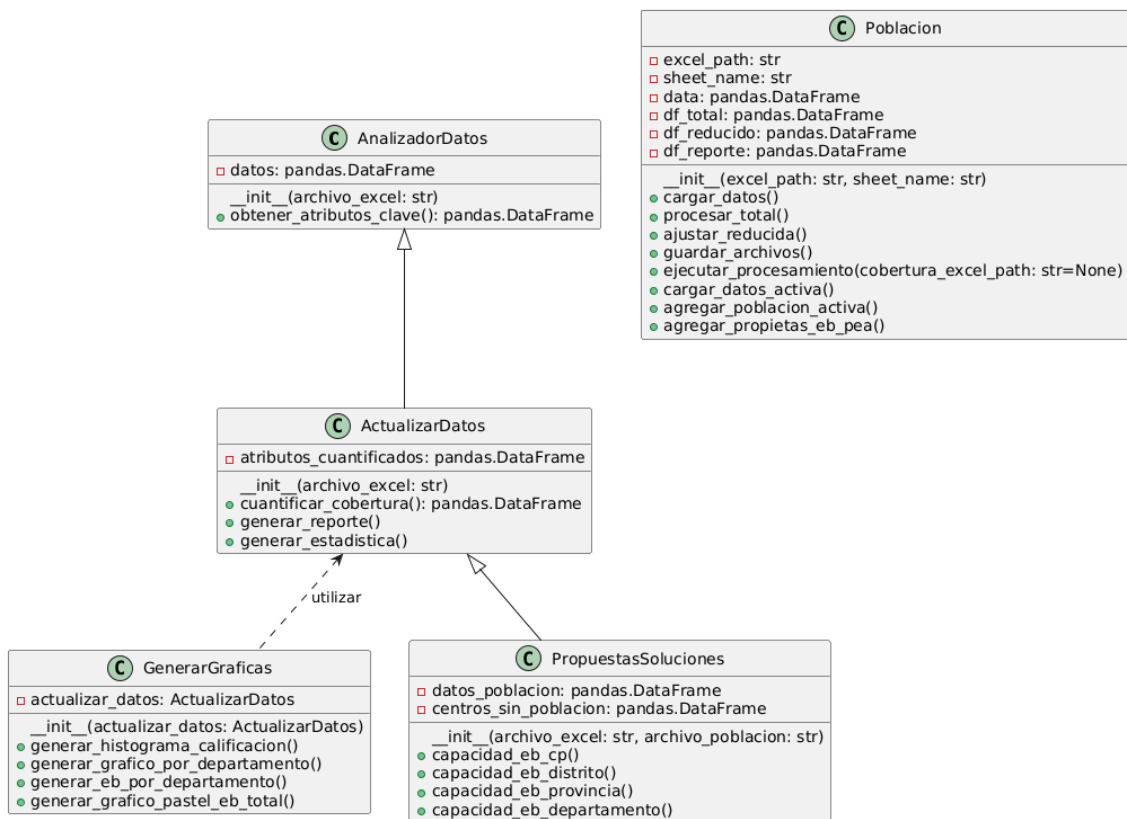 C Poblacion
excel_path: str
sheet_name: str
data: pandas.DataFrame
df_total: pandas.DataFrame
df_reducido: pandas.DataFrame
df_reporte: pandas.DataFrame
__init__(excel_path: str, sheet_name: str)
cargar_datos()
procesar_total()
ajustar_reducida()
guardar_archivos()
ejecutar_procesamiento(cobertura_excel_path: str=None)
cargar_datos_activa()
agregar_poblacion_activa()
agregar_propietas_eb_pea()
C AnalizadorDatos
datos: pandas.DataFrame
__init__(archivo_excel: str)
obtener_atributos_clave(): pandas.DataFrame
C ActualizarDatos
atributos_cuantificados: pandas.DataFrame
__init__(archivo_excel: str)
cuantificar_cobertura(): pandas.DataFrame
generar_reporte()
generar_estadistica()
utilizar
C GenerarGraficas
actualizar_datos: ActualizarDatos
__init__(actualizar_datos: ActualizarDatos)
generar_histograma_calificacion()
generar_grafico_por_departamento()
generar_eb_por_departamento()
generar_grafico_pastel_eb_total()
C PropuestasSoluciones
datos_poblacion: pandas.DataFrame
centros_sin_poblacion: pandas.DataFrame
__init__(archivo_excel: str, archivo_poblacion: str)
capacidad_eb_cp()
capacidad_eb_distrito()
capacidad_eb_provincia()
capacidad_eb_departamento()